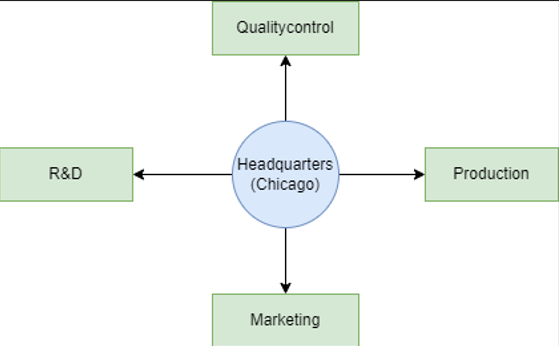 Qualitycontrol
R&D
Headquarters
(Chicago)
Production
Marketing